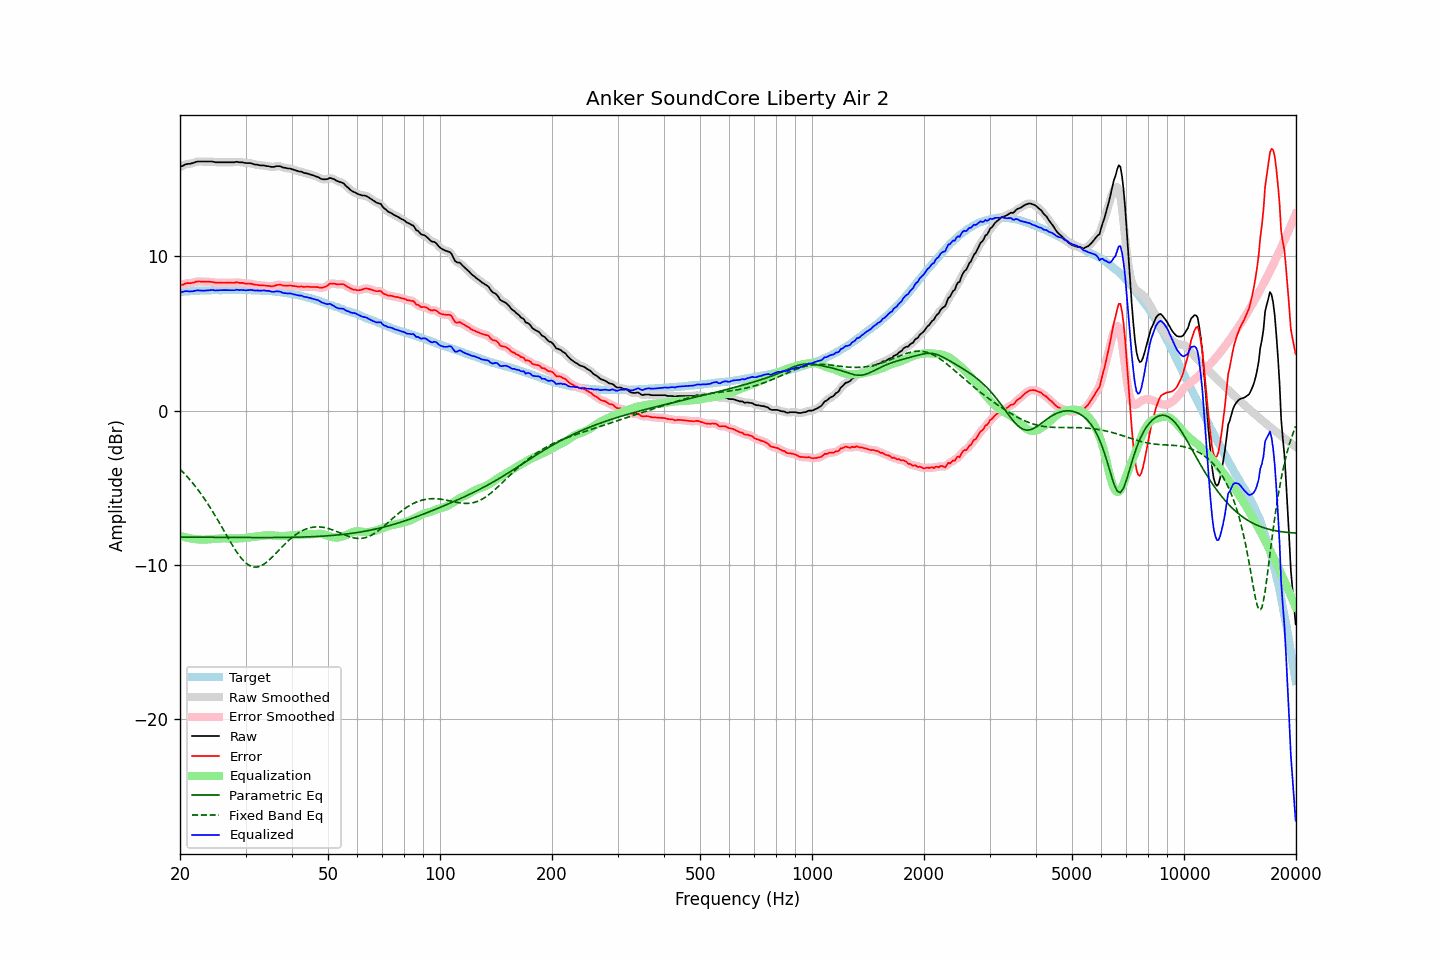 Anker SoundCore Liberty Air 2
Amplitude (dBr)
10
0
−10
−20
Target
Raw Smoothed
Error Smoothed
Raw
Error
Equalization
Parametric Eq
Fixed Band Eq
Equalized
20 50 100 200 500 1000 2000 5000 10000 20000
Frequency (Hz)